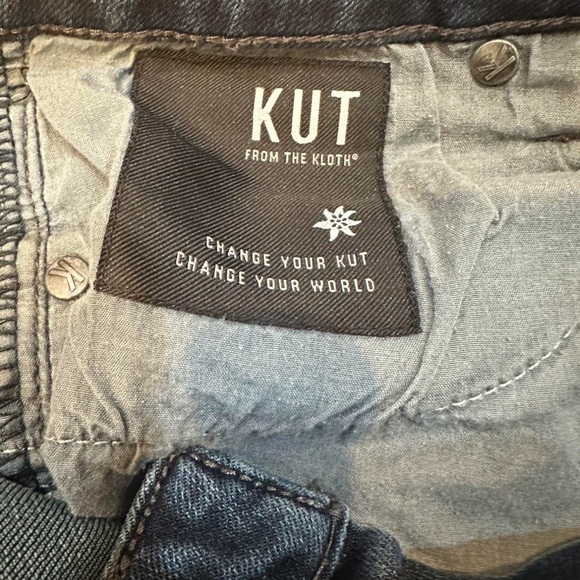 KUT
FROM THE KLOTH®
CHANGE YOUR KUT
CHANGE YOUR WORLD